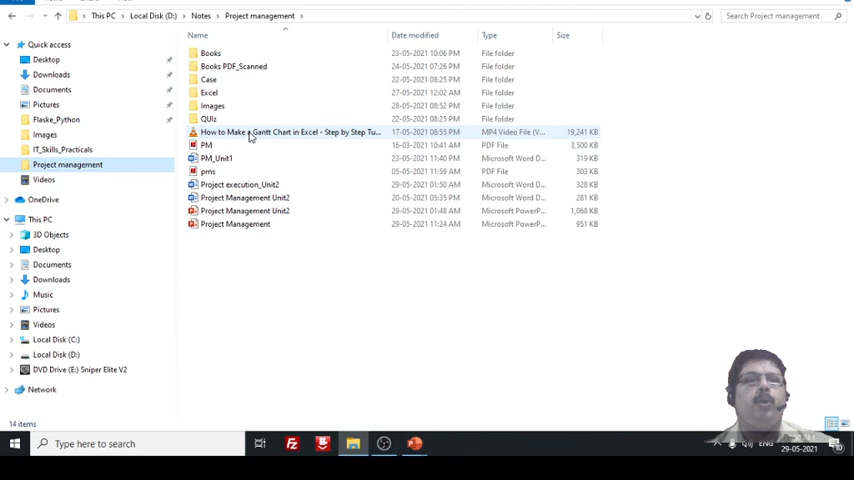 This PC > Local Disk (D:) > Notes > Project management >
Search Project management
Name
Date modified
Type
Size
Quick access
Desktop
Downloads
Documents
Pictures
Flaske_Python
Images
IT_Skills_Practicals
Project management
Videos
OneDrive
This PC
3D Objects
Desktop
Documents
Downloads
Music
Pictures
Videos
Local Disk (C:)
Local Disk (D:)
DVD Drive (E:) Sniper Elite V2
Network
Books 23-05-2021 10:06 PM File folder
Books PDF_Scanned 24-05-2021 07:26 PM File folder
Case 22-05-2021 08:25 PM File folder
Excel 27-05-2021 12:02 AM File folder
Images 28-05-2021 08:52 PM File folder
QUIz 22-05-2021 08:25 PM File folder
How to Make a Gantt Chart in Excel - Step by Step Tu... 17-05-2021 08:55 PM MP4 Video File (V... 19,241 KB
PM 16-03-2021 10:41 AM PDF File 3,500 KB
PM_Unit1 23-05-2021 11:40 PM Microsoft Word D... 319 KB
pms 05-05-2021 11:59 AM PDF File 303 KB
Project execution_Unit2 29-05-2021 01:50 AM Microsoft Word D... 328 KB
Project Management Unit2 20-05-2021 05:35 PM Microsoft Word D... 281 KB
Project Management Unit2 29-05-2021 01:48 AM Microsoft PowerP... 1,068 KB
Project Management 29-05-2021 11:24 AM Microsoft PowerP... 951 KB
14 items
Type here to search
ENG
29-05-2021